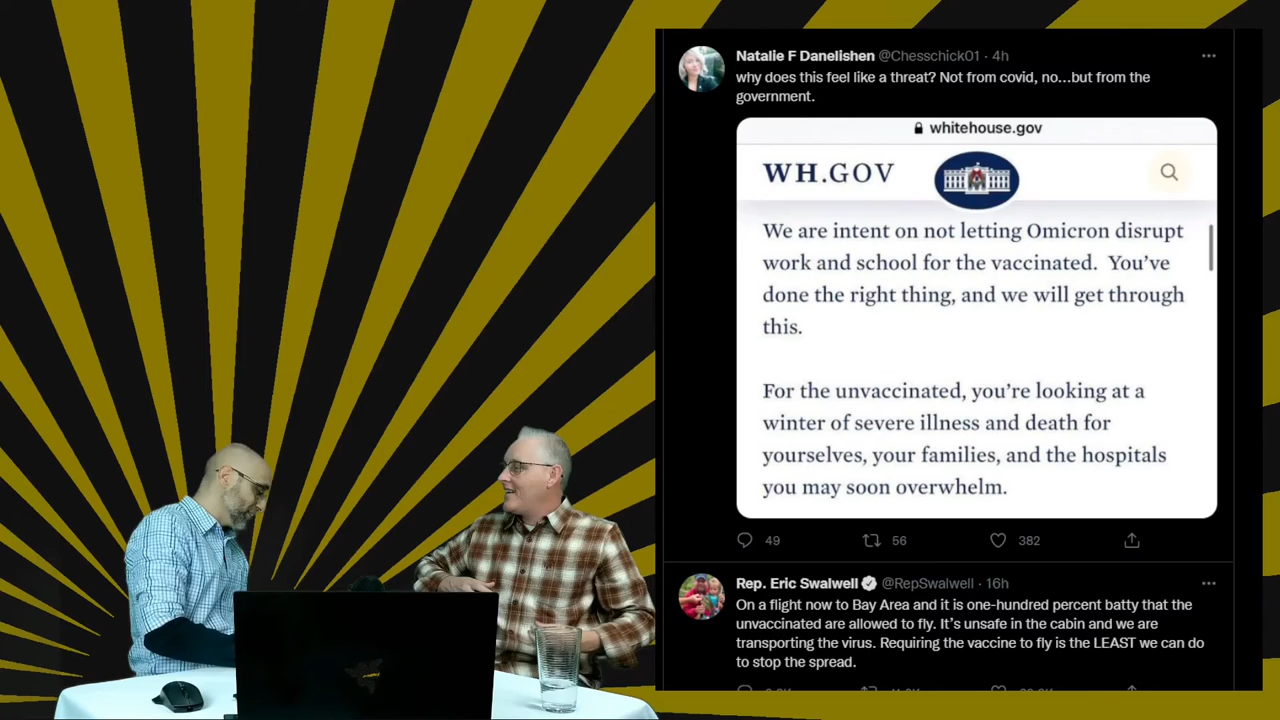 Natalie F Danelishen @Chesschick01 · 4h
why does this feel like a threat? Not from covid, no...but from the
government.
whitehouse.gov
WH.GOV
We are intent on not letting Omicron disrupt
work and school for the vaccinated. You've
done the right thing, and we will get through
this.
For the unvaccinated, you're looking at a
winter of severe illness and death for
yourselves, your families, and the hospitals
you may soon overwhelm.
49 56 382
Rep. Eric Swalwell @RepSwalwell · 16h
On a flight now to Bay Area and it is one-hundred percent batty that the
unvaccinated are allowed to fly. It's unsafe in the cabin and we are
transporting the virus. Requiring the vaccine to fly is the LEAST we can do
to stop the spread.